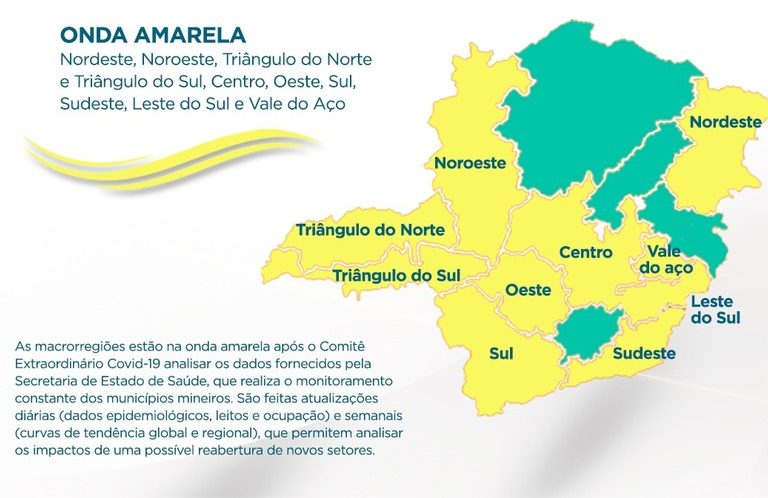 ONDA AMARELA
Nordeste, Noroeste, Triângulo do Norte
e Triângulo do Sul, Centro, Oeste, Sul,
Sudeste, Leste do Sul e Vale do Aço
Nordeste
Noroeste
Triângulo do Norte
Centro
Vale
do aço
Triângulo do Sul
Oeste
Leste
do Sul
Sul
Sudeste
As macrorregiões estão na onda amarela após o Comitê
Extraordinário Covid-19 analisar os dados fornecidos pela
Secretaria de Estado de Saúde, que realiza o monitoramento
constante dos municípios mineiros. São feitas atualizações
diárias (dados epidemiológicos, leitos e ocupação) e semanais
(curvas de tendência global e regional), que permitem analisar
os impactos de uma possível reabertura de novos setores.